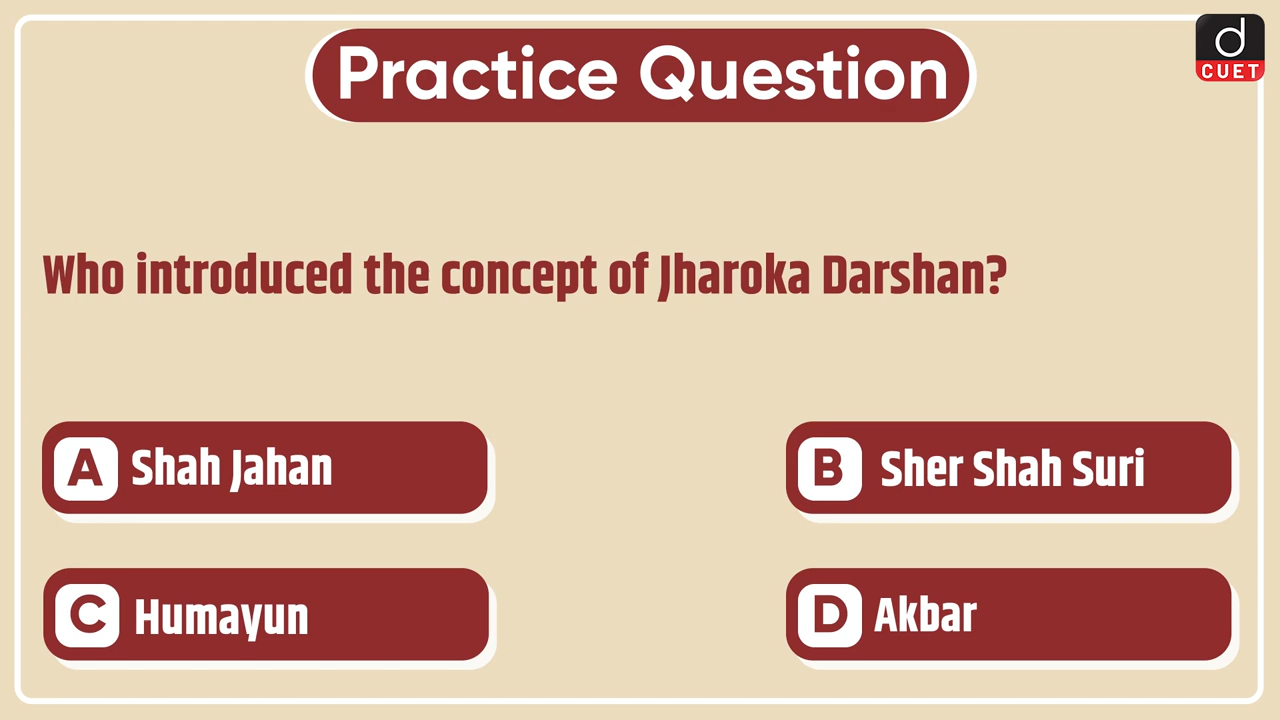 Practice Question
d
CUET
Who introduced the concept of Jharoka Darshan?
A Shah Jahan
B Sher Shah Suri
C Humayun
D Akbar